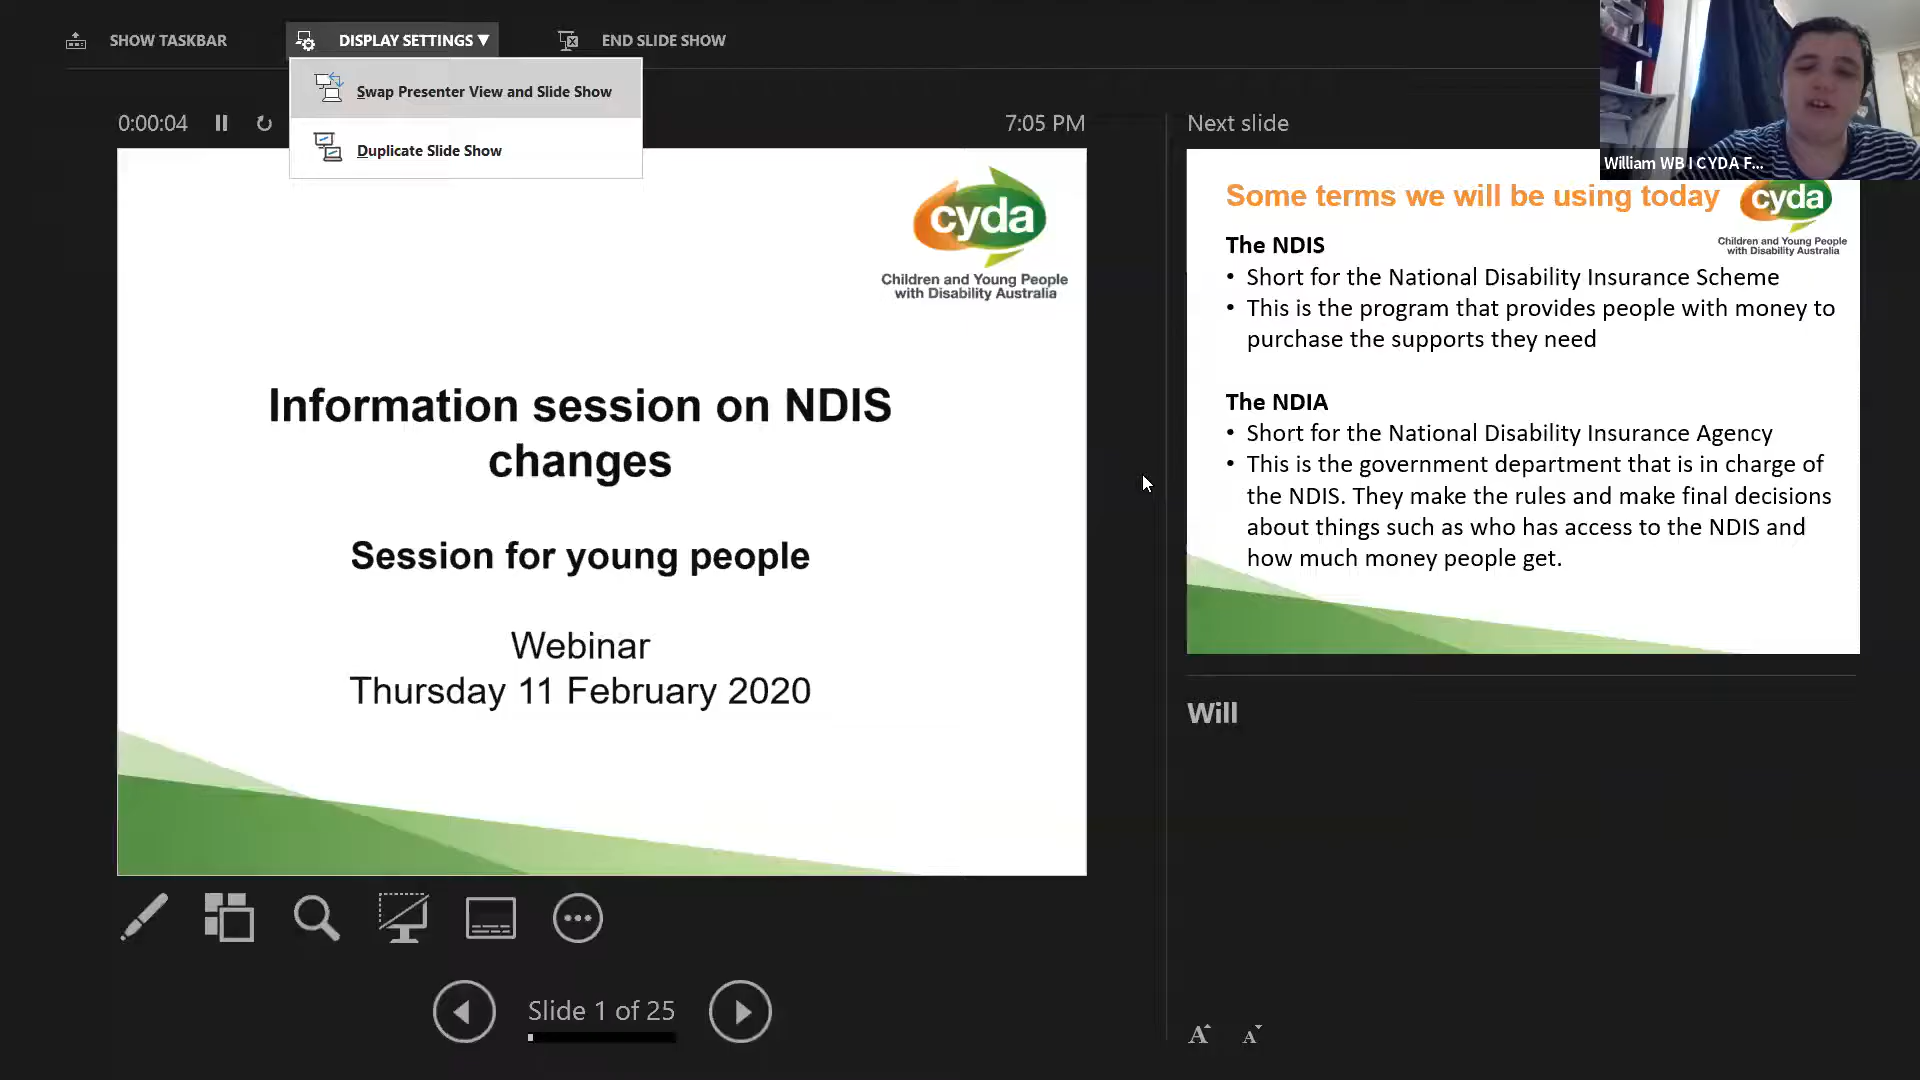 SHOW TASKBAR
DISPLAY SETTINGS ▼
END SLIDE SHOW
Swap Presenter View and Slide Show
Duplicate Slide Show
0:00:04
7:05 PM
cyda
Children and Young People
with Disability Australia
Information session on NDIS
changes
Session for young people
Webinar
Thursday 11 February 2020
Slide 1 of 25
Next slide
William WB I CYDA F...
Some terms we will be using today
cyda
Children and Young People
with Disability Australia
The NDIS
• Short for the National Disability Insurance Scheme
• This is the program that provides people with money to
purchase the supports they need
The NDIA
• Short for the National Disability Insurance Agency
• This is the government department that is in charge of
the NDIS. They make the rules and make final decisions
about things such as who has access to the NDIS and
how much money people get.
Will
A A